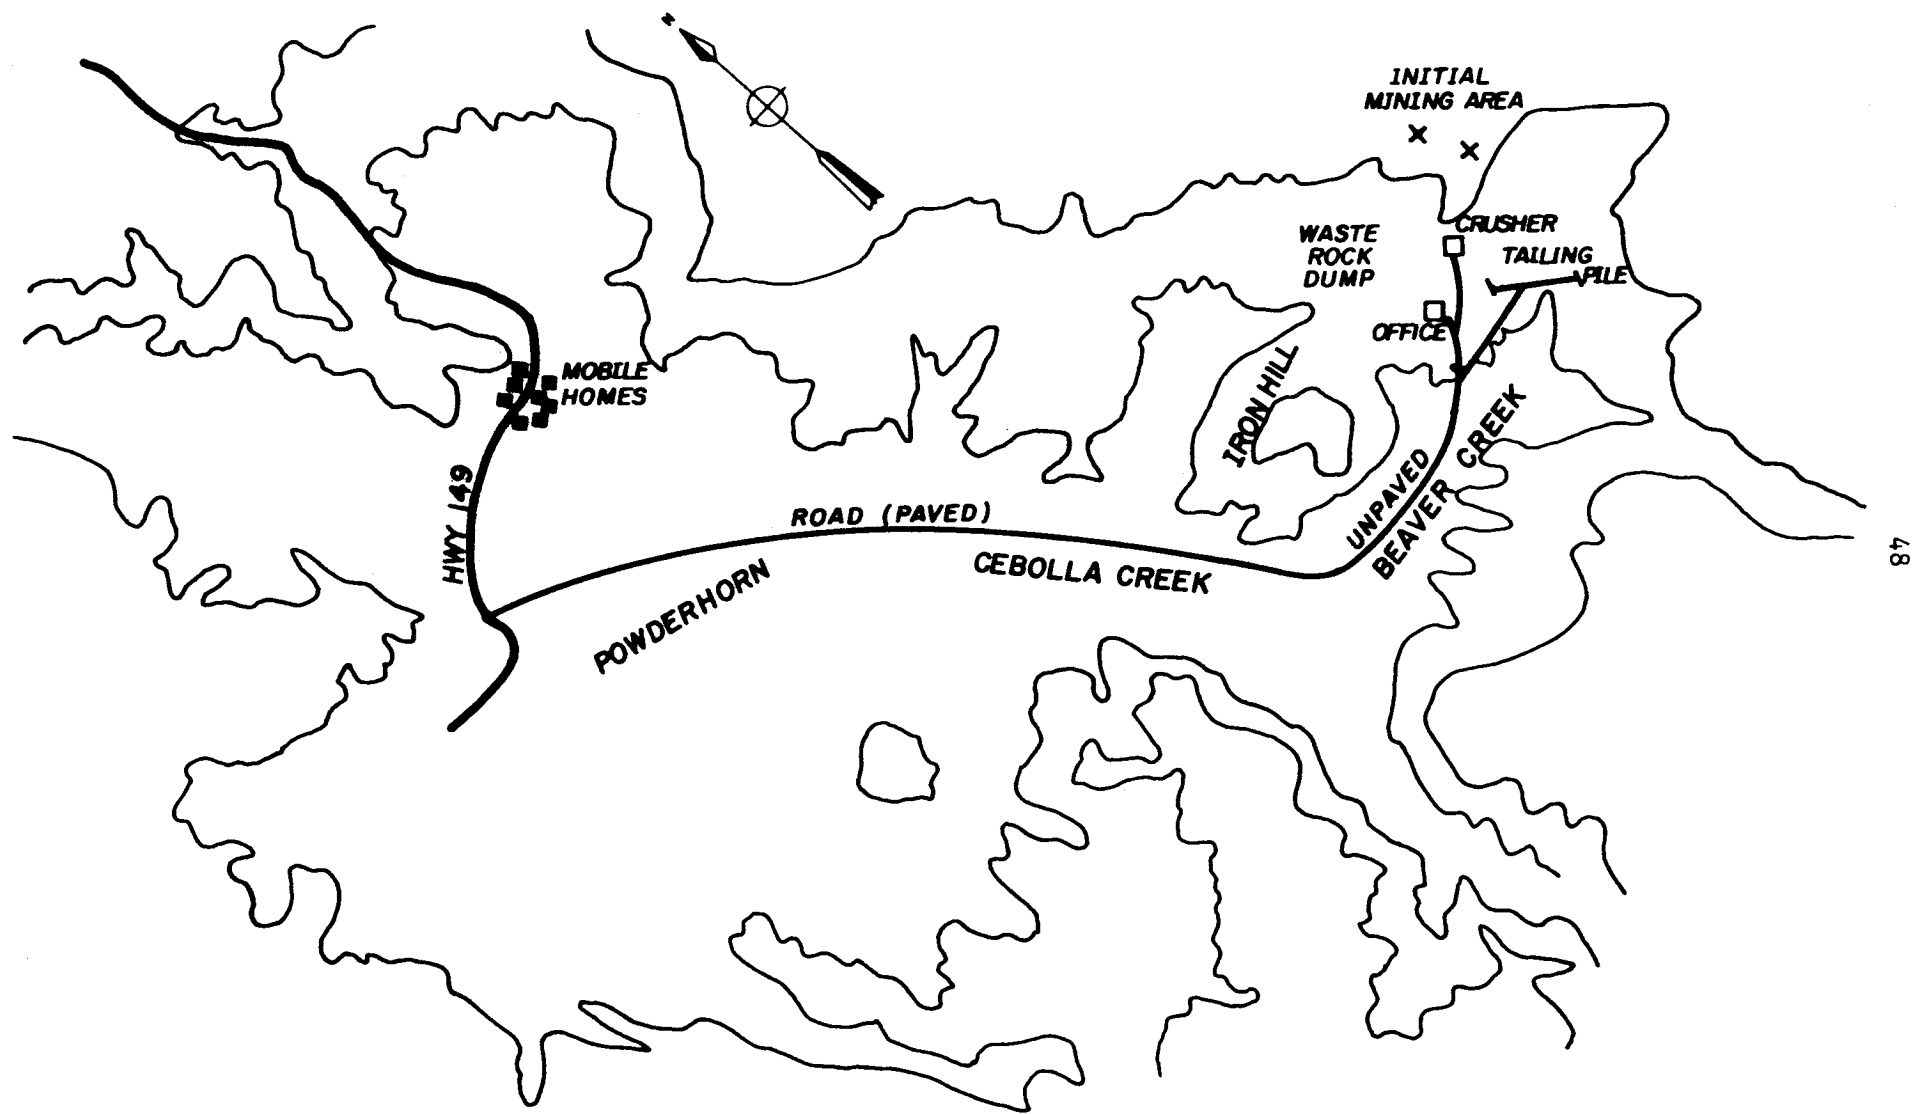 N
INITIAL
MINING AREA
X X
CRUSHER
WASTE
ROCK
DUMP
TAILING
PILE
OFFICE
MOBILE
HOMES
IRON HILL
HWY 149
ROAD (PAVED)
UNPAVED
BEAVER CREEK
CEBOLLA CREEK
POWDERHORN
48